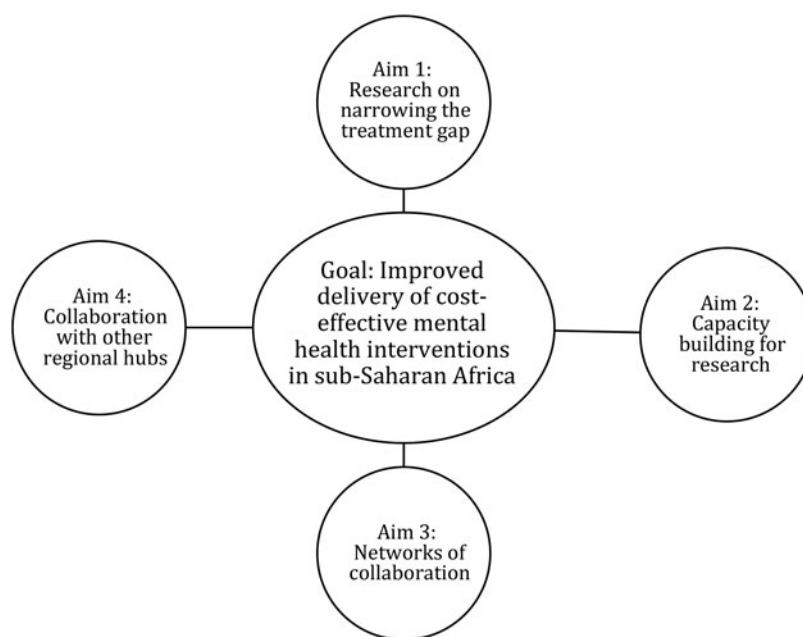 Aim 1:
Research on
narrowing the
treatment gap
Goal: Improved
delivery of cost-
effective mental
health interventions
in sub-Saharan Africa
Aim 4:
Collaboration
with other
regional hubs
Aim 2:
Capacity
building for
research
Aim 3:
Networks of
collaboration